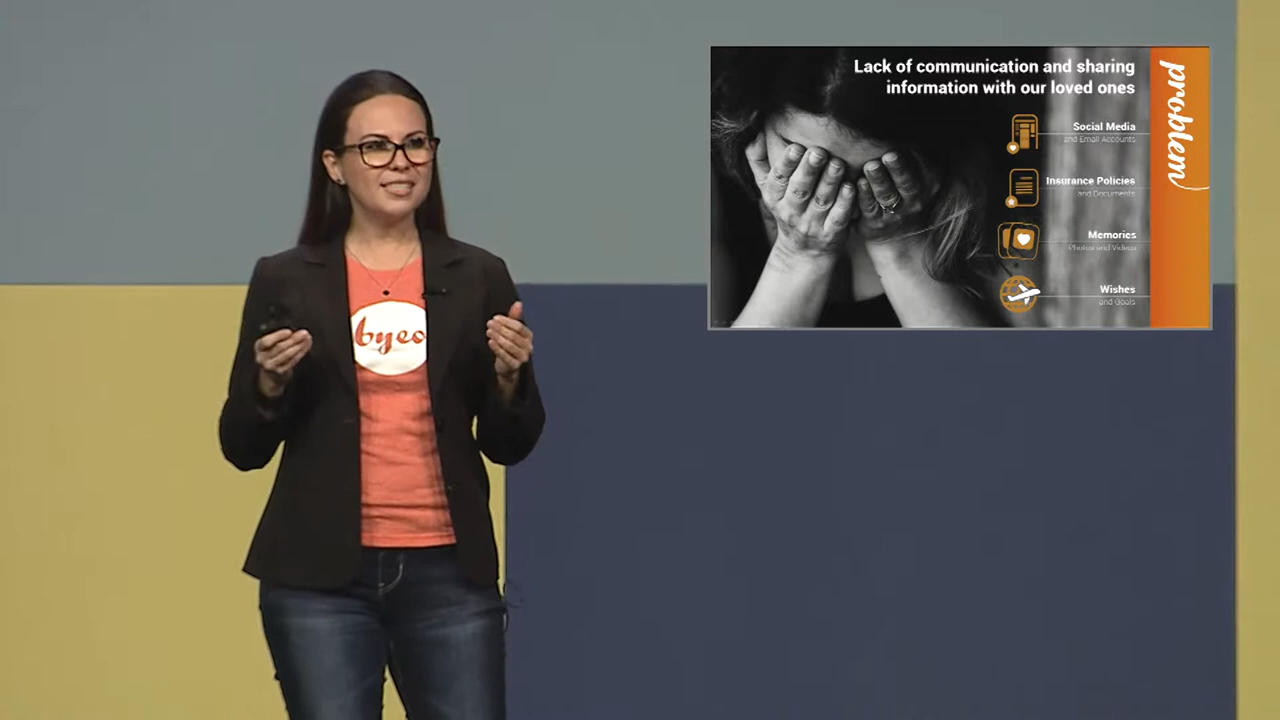 byeo
Lack of communication and sharing
information with our loved ones
problem
Social Media
and Email Accounts
Insurance Policies
and Documents
Memories
Photos and Videos
Wishes
and Goals